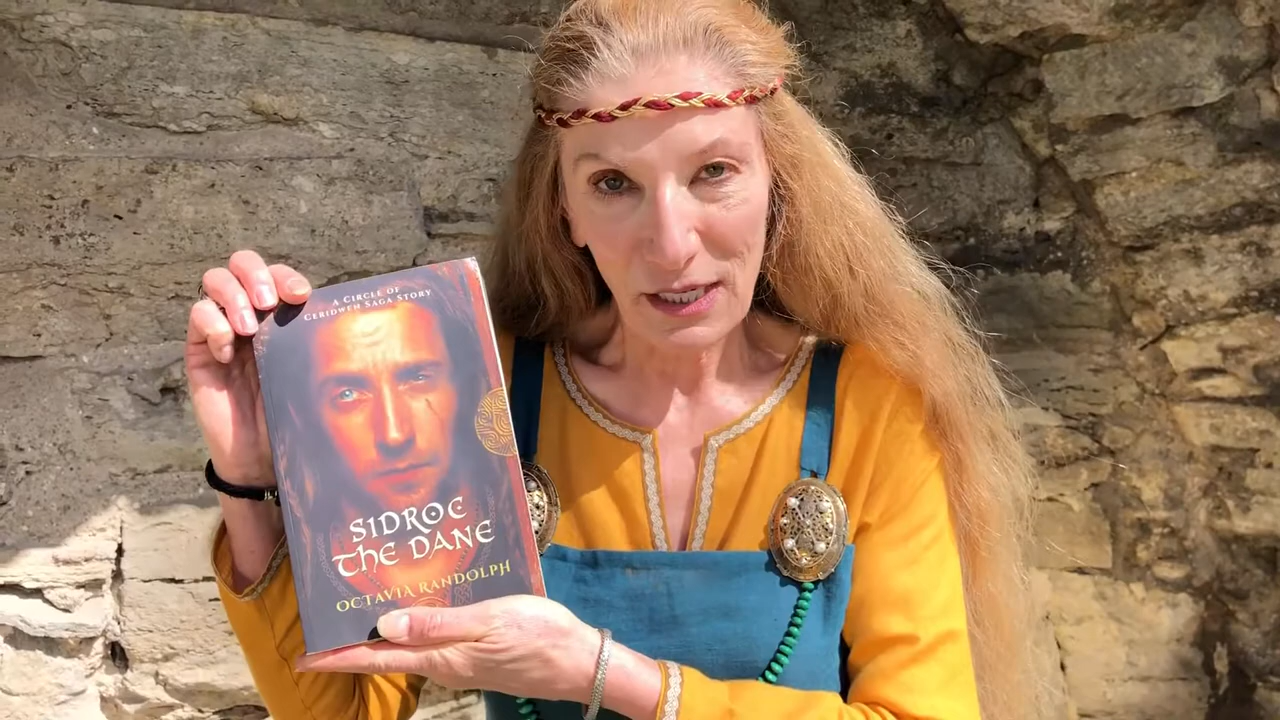 A CIRCLE OF
CERIDWEN SAGA STORY
SIDROC
THE DANE
OCTAVIA RANDOLPH